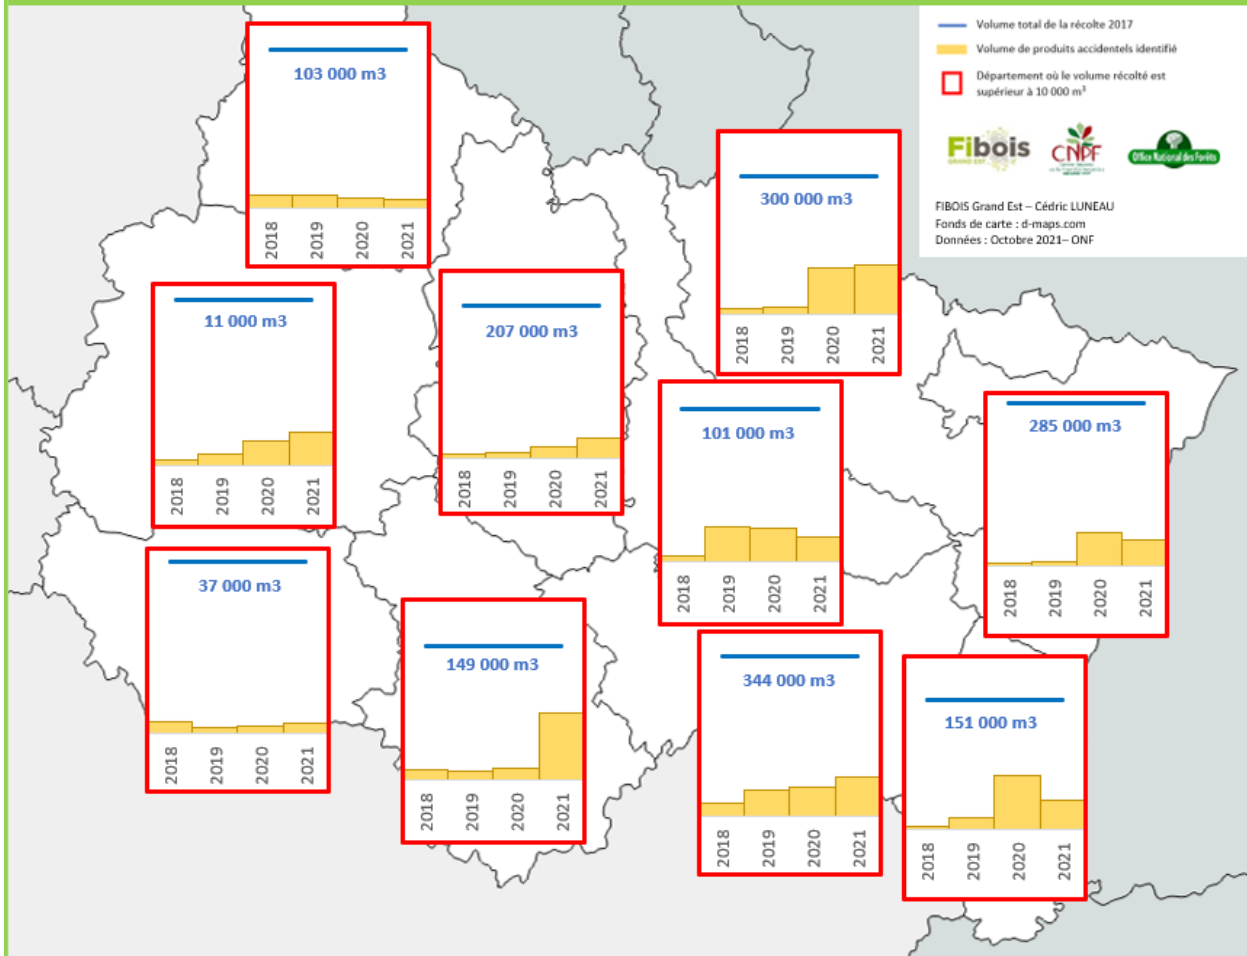 Volume total de la récolte 2017
Volume de produits accidentels identifié
Département où le volume récolté est
supérieur à 10 000 m³
Fibois
GRAND EST
CNPF
Office National des Forêts
FIBOIS Grand Est – Cédric LUNEAU
Fonds de carte : d-maps.com
Données : Octobre 2021– ONF
103 000 m3
2018 2019 2020 2021
300 000 m3
2018 2019 2020 2021
11 000 m3
2018 2019 2020 2021
207 000 m3
2018 2019 2020 2021
101 000 m3
2018 2019 2020 2021
285 000 m3
2018 2019 2020 2021
37 000 m3
2018 2019 2020 2021
149 000 m3
2018 2019 2020 2021
344 000 m3
2018 2019 2020 2021
151 000 m3
2018 2019 2020 2021